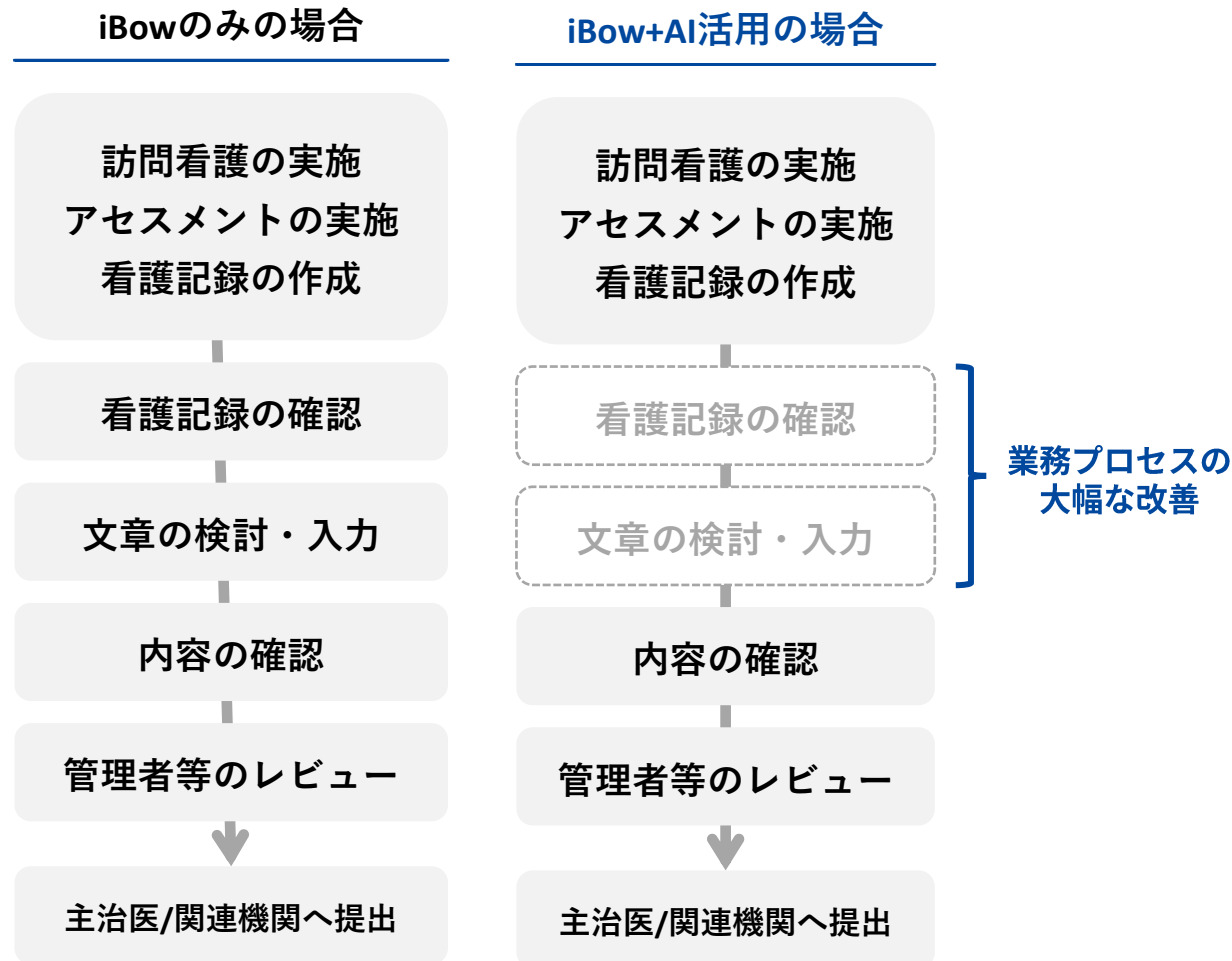 iBowのみの場合
訪問看護の実施
アセスメントの実施
看護記録の作成
看護記録の確認
文章の検討・入力
内容の確認
管理者等のレビュー
主治医/関連機関へ提出
iBow+AI活用の場合
訪問看護の実施
アセスメントの実施
看護記録の作成
看護記録の確認
文章の検討・入力
内容の確認
管理者等のレビュー
主治医/関連機関へ提出
業務プロセスの
大幅な改善